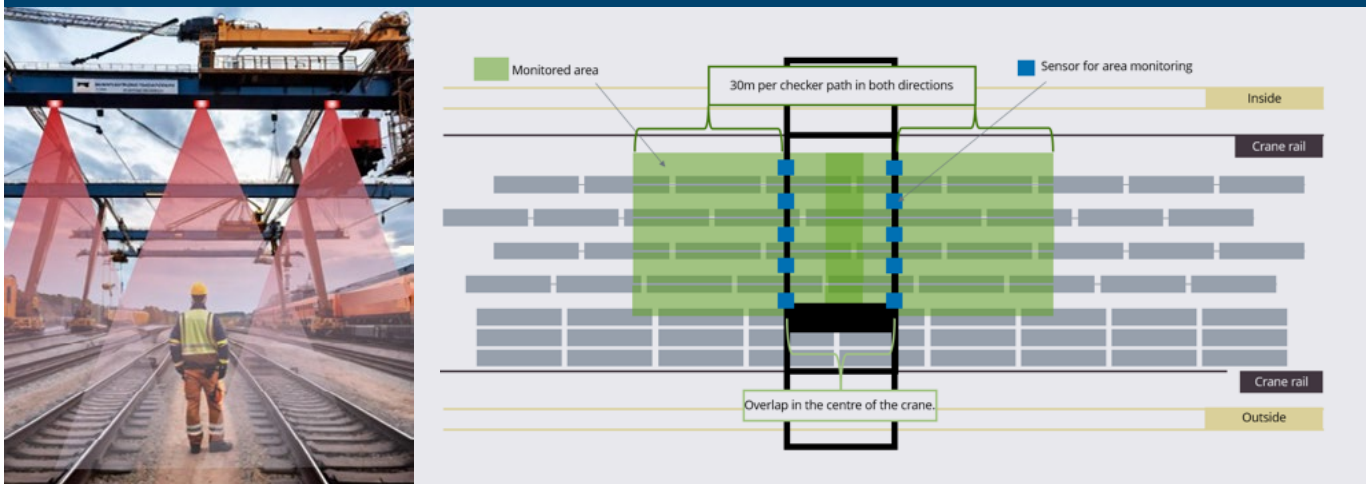 Monitored area
30m per checker path in both directions
Sensor for area monitoring
Inside
Crane rail
Crane rail
Overlap in the centre of the crane.
Outside